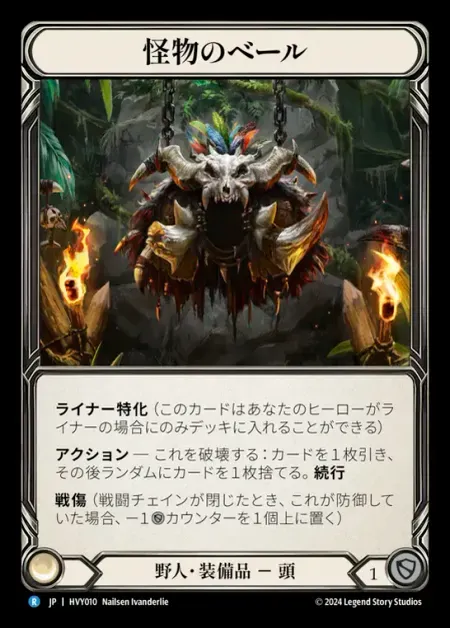 怪物のベール
ライナー特化 (このカードはあなたのヒーローがラ
イナーの場合にのみデッキに入れることができる)
アクション — これを破壊する:カードを1枚引き、
その後ランダムにカードを1枚捨てる。続行
戦傷 (戦闘チェインが閉じたとき、これが防御し
ていた場合、-1カウンターを1個上に置く)
野人・装備品 − 頭
1
R JP | HVY010 Nailsen Ivanderlie
© 2024 Legend Story Studios